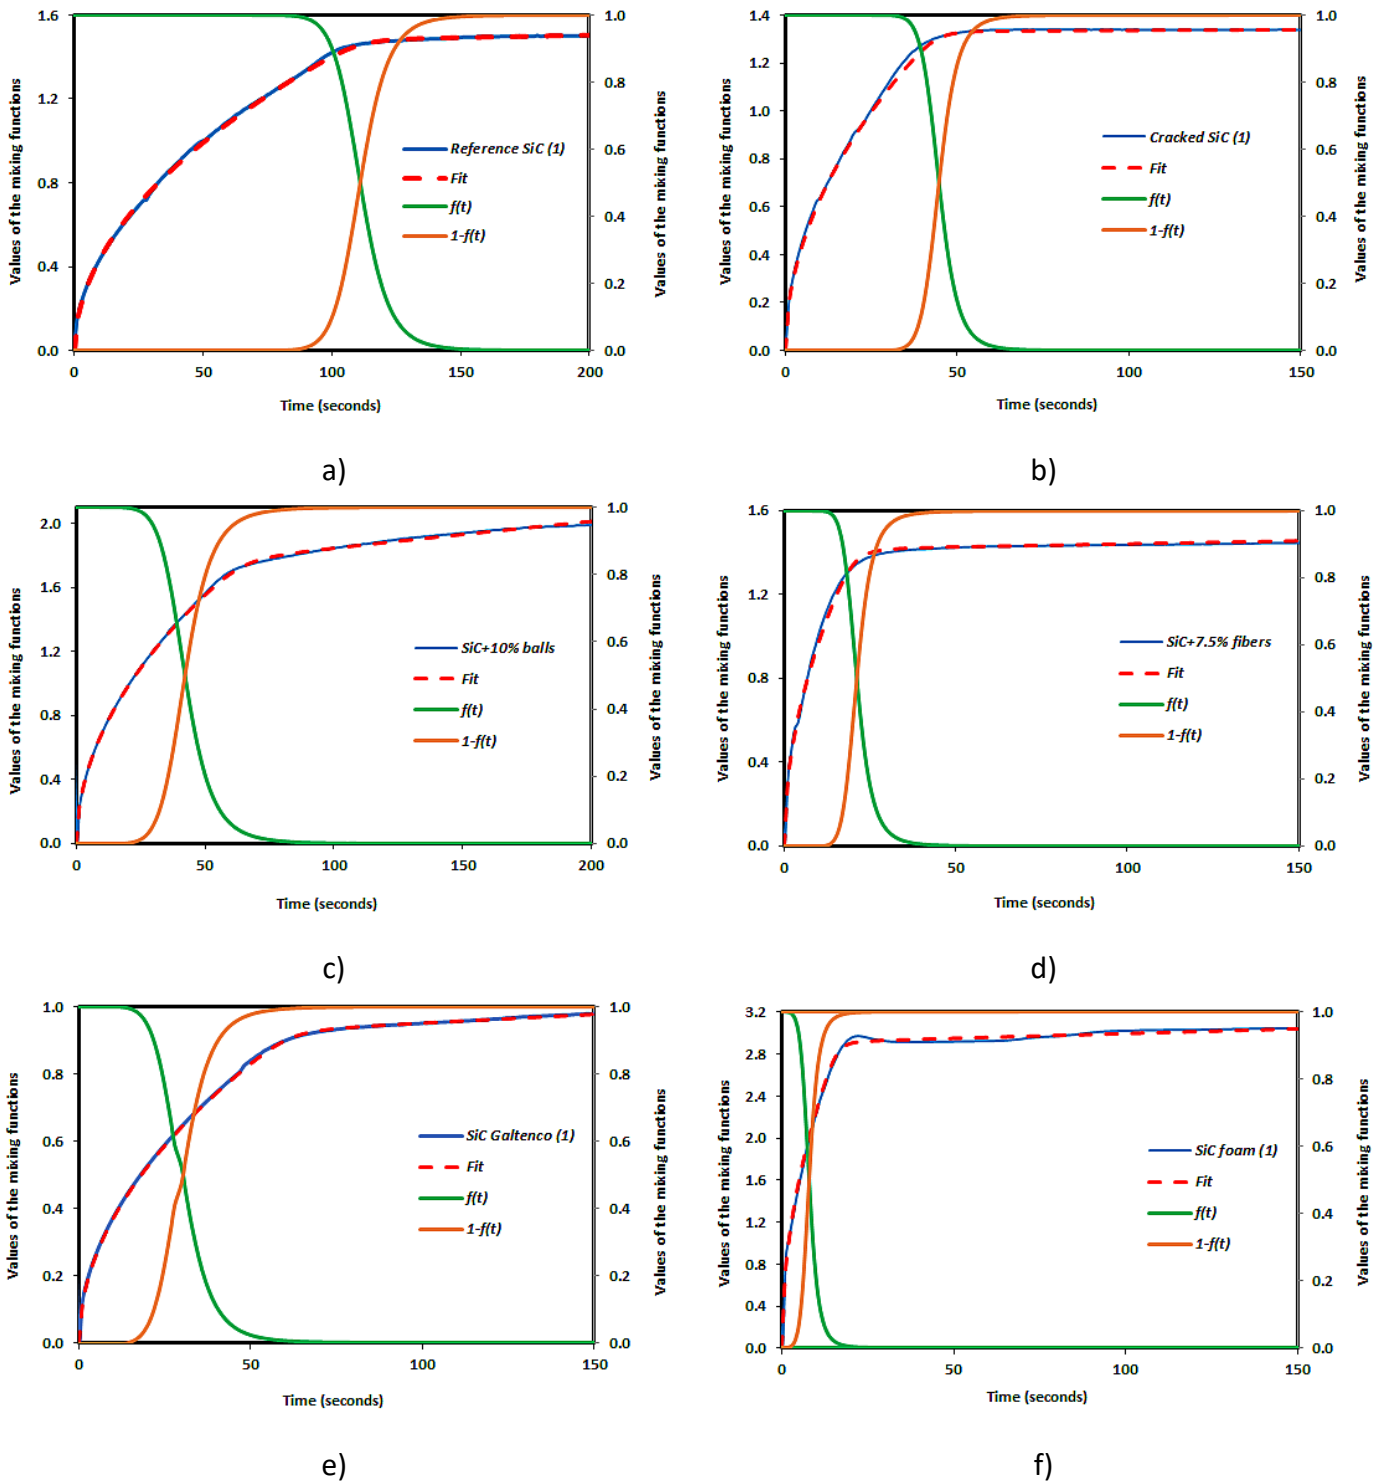 1.6
1.2
0.8
0.4
0.0
1.0
0.8
0.6
0.4
0.2
0.0
0
50
100
150
200
Values of the mixing functions
Values of the mixing functions
Time (seconds)
Reference SiC (1)
Fit
f(t)
1-f(t)
a)
1.4
1.2
1.0
0.8
0.6
0.4
0.2
0.0
1.0
0.8
0.6
0.4
0.2
0.0
0
50
100
150
Values of the mixing functions
Values of the mixing functions
Time (seconds)
Cracked SiC (1)
Fit
f(t)
1-f(t)
b)
2.0
1.6
1.2
0.8
0.4
0.0
1.0
0.8
0.6
0.4
0.2
0.0
0
50
100
150
200
Values of the mixing functions
Values of the mixing functions
Time (seconds)
SiC+10% balls
Fit
f(t)
1-f(t)
c)
1.6
1.2
0.8
0.4
0.0
1.0
0.8
0.6
0.4
0.2
0.0
0
50
100
150
Values of the mixing functions
Values of the mixing functions
Time (seconds)
SiC+7.5% fibers
Fit
f(t)
1-f(t)
d)
1.0
0.8
0.6
0.4
0.2
0.0
1.0
0.8
0.6
0.4
0.2
0.0
0
50
100
150
Values of the mixing functions
Values of the mixing functions
Time (seconds)
SiC Galtenco (1)
Fit
f(t)
1-f(t)
e)
3.2
2.8
2.4
2.0
1.6
1.2
0.8
0.4
0.0
1.0
0.8
0.6
0.4
0.2
0.0
0
50
100
150
Values of the mixing functions
Values of the mixing functions
Time (seconds)
SiC foam (1)
Fit
f(t)
1-f(t)
f)